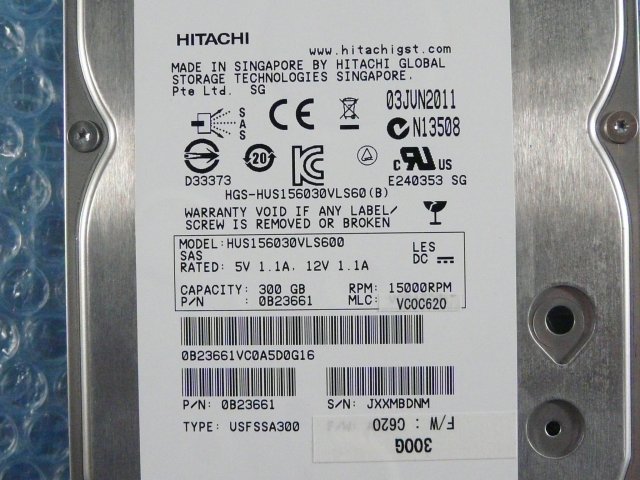 HITACHI
www.hitachigst.com
MADE IN SINGAPORE BY HITACHI GLOBAL
STORAGE TECHNOLOGIES SINGAPORE.
Pte Ltd. SG
03JUN2011
SAS
CE
N13508
20
D33373
c UR US
E240353 SG
HGS-HUS156030VLS60(B)
WARRANTY VOID IF ANY LABEL/
SCREW IS REMOVED OR BROKEN
MODEL: HUS156030VLS600
SAS
LES
RATED: 5V 1.1A. 12V 1.1A
DC
CAPACITY: 300 GB
RPM: 15000RPM
P/N : 0B23661
MLC: VC0C620
0B23661VC0A5D0G16
P/N: 0B23661
S/N: JXXMBDNM
TYPE: USFSSA300
F/W : C620
300G